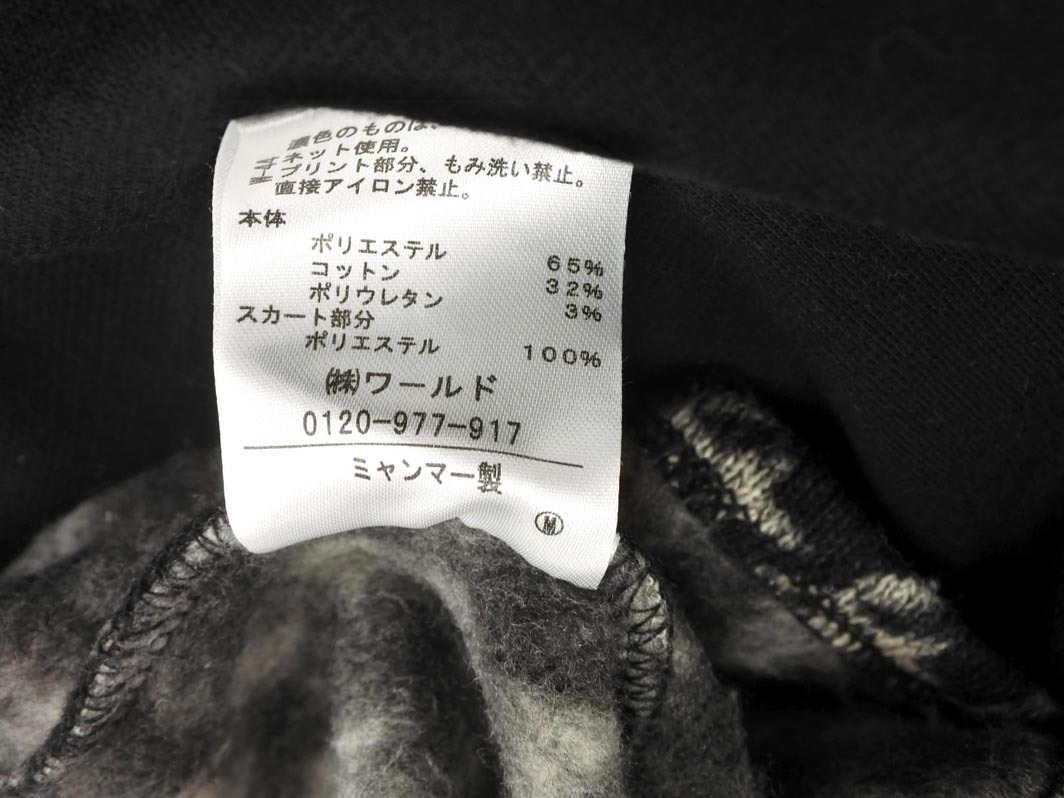 濃色のものは、
ネット使用。
プリント部分、もみ洗い禁止。
直接アイロン禁止。
本体
ポリエステル 65%
コットン 32%
ポリウレタン 3%
スカート部分
ポリエステル 100%
㈱ワールド
0120-977-917
ミャンマー製
Ⓜ